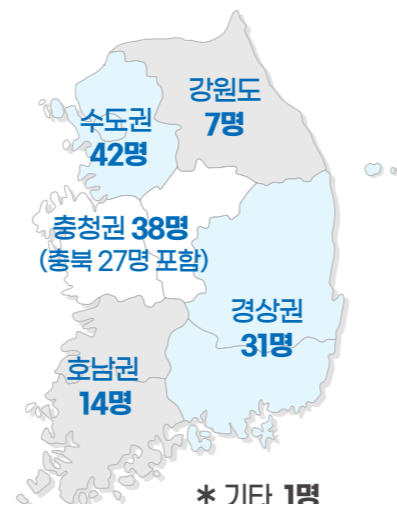 강원도
7명
수도권
42명
충청권 38명
(충북 27명 포함)
경상권
31명
호남권
14명
* 기타 1명